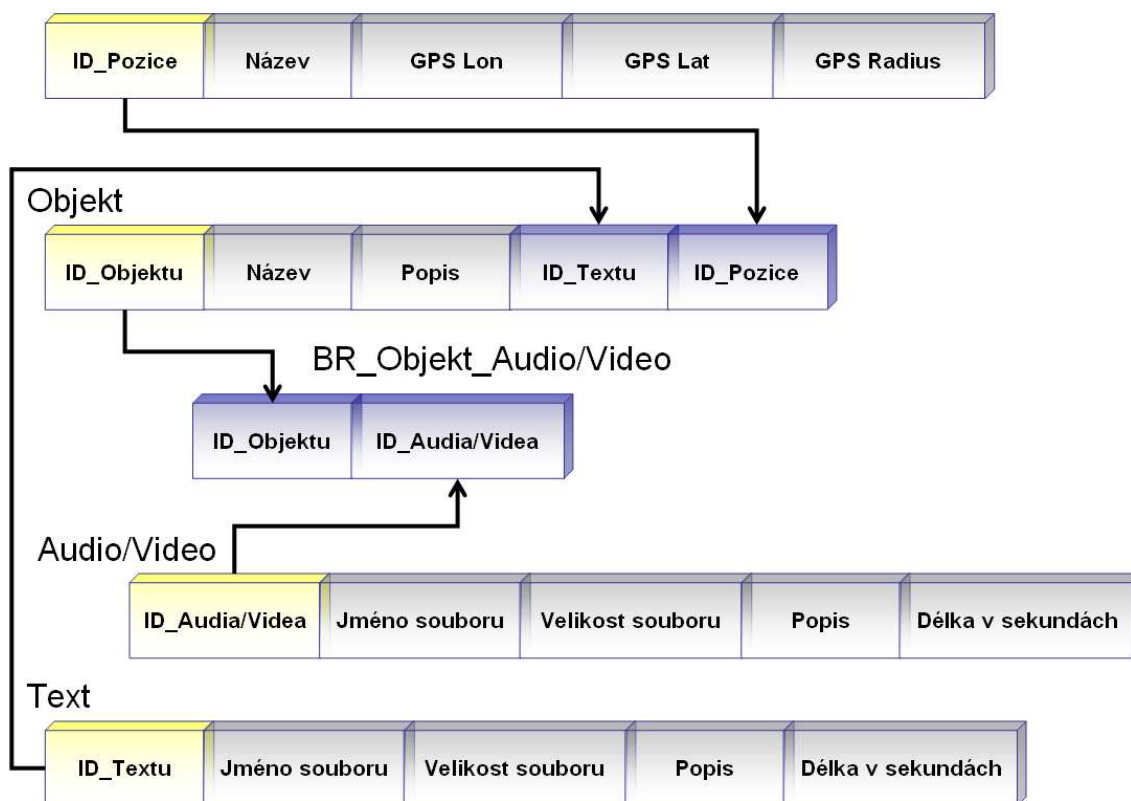 ID_Pozice Název GPS Lon GPS Lat GPS Radius
Objekt
ID_Objektu Název Popis ID_Textu ID_Pozice
BR_Objekt_Audio/Video
ID_Objektu ID_Audia/Videa
Audio/Video
ID_Audia/Videa Jméno souboru Velikost souboru Popis Délka v sekundách
Text
ID_Textu Jméno souboru Velikost souboru Popis Délka v sekundách